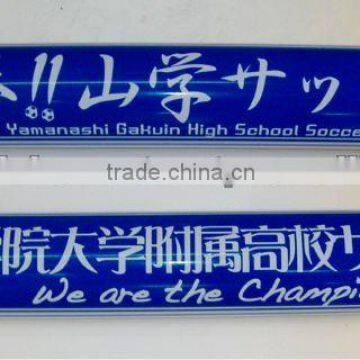 !!山学サッ
Yamanashi Gakuin High School Socce
trade.china.cn
院大学附属高校サ
We are the Champi